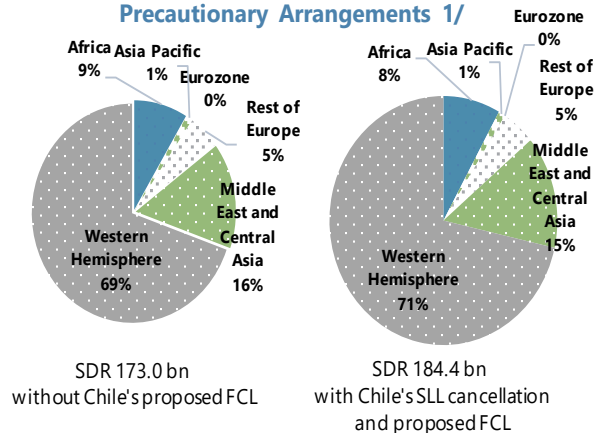 Precautionary Arrangements 1/
Africa
9%
Asia Pacific
1%
Eurozone
0%
Rest of
Europe
5%
Middle
East and
Central
Asia
16%
Western
Hemisphere
69%
SDR 173.0 bn
without Chile's proposed FCL
Africa
8%
Asia Pacific
1%
Eurozone
0%
Rest of
Europe
5%
Middle
East and
Central
Asia
15%
Western
Hemisphere
71%
SDR 184.4 bn
with Chile's SLL cancellation
and proposed FCL